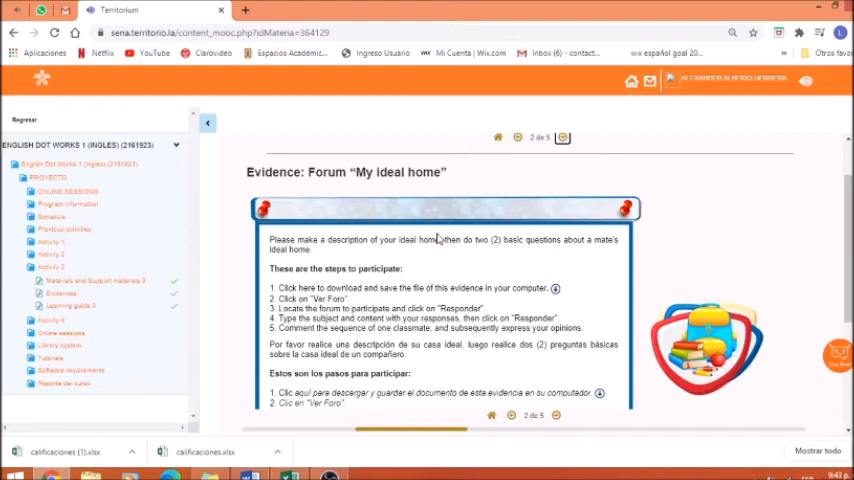 Territorium
sena.territorio.la/content_mooc.php?idMateria=364129
Aplicaciones
Netflix
YouTube
Clarovideo
Espacios Académic...
Ingreso Usuario
Mi Cuenta | Wix.com
Inbox (6) - contact...
wix español goal 20...
Otros favo
ALEXANDER ALBEIRO HERRERA
Regresar
ENGLISH DOT WORKS 1 (INGLES) (2161923)
English Dot Works 1 (Ingles) (2161923)
PROYECTO
ONLINE SESSIONS
Program information
Schedule
Previous activities
Activity 1
Activity 2
Activity 3
Materials and Support materials 3
Evidences
Learning guide 3
Activity 4
Online sessions
Library system
Tutorials
Software requirements
Reporte del curso
2 de 5
Evidence: Forum “My ideal home”
Please make a description of your ideal home, then do two (2) basic questions about a mate's
ideal home.
These are the steps to participate:
1. Click here to download and save the file of this evidence in your computer.
2. Click on "Ver Foro"
3. Locate the forum to participate and click on "Responder".
4. Type the subject and content with your responses, then click on "Responder".
5. Comment the sequence of one classmate, and subsequently express your opinions.
Por favor realice una descripción de su casa ideal, luego realice dos (2) preguntas básicas
sobre la casa ideal de un compañero.
Estos son los pasos para participar:
1. Clic aquí para descargar y guardar el documento de esta evidencia en su computador.
2. Clic en "Ver Foro".
2 de 5
calificaciones (1).xlsx
calificaciones.xlsx
Mostrar todo
9:43 p.